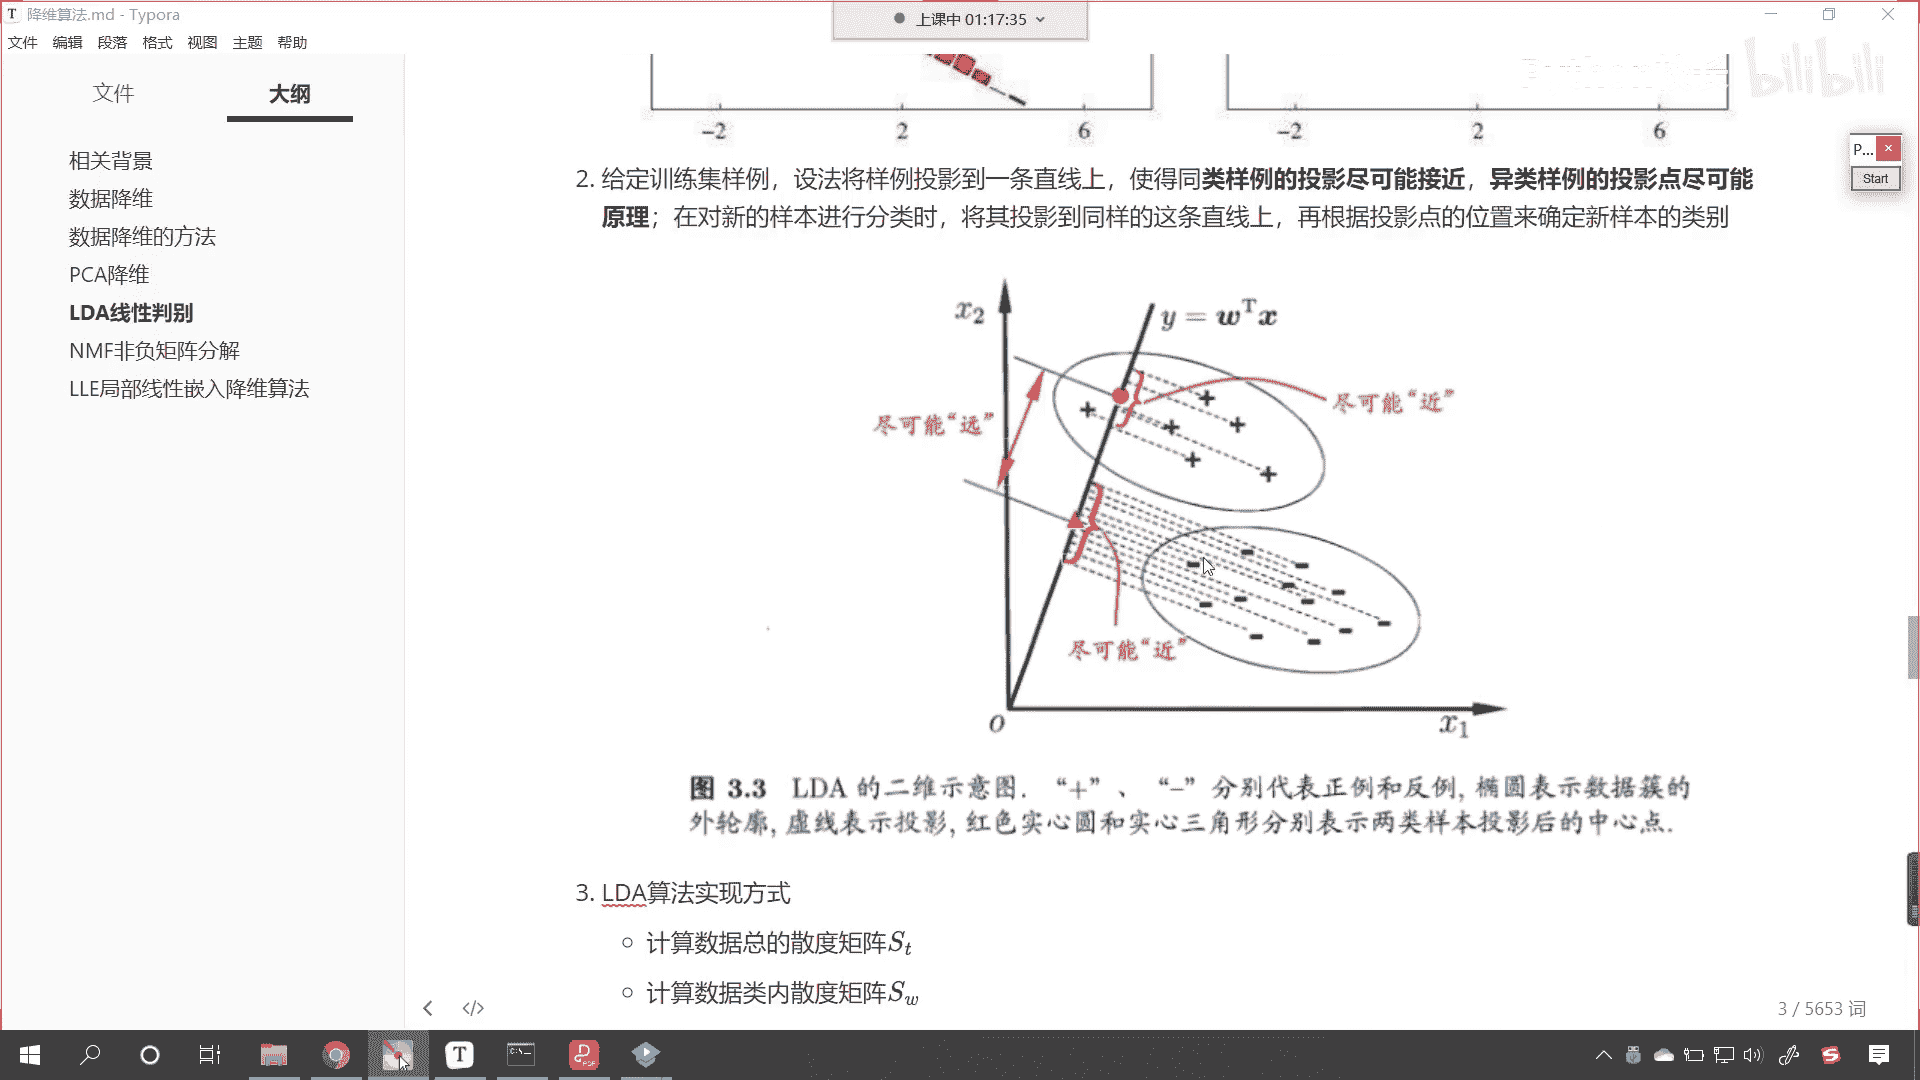 降维算法.md - Typora
上课中 01:17:35
文件 编辑 段落 格式 视图 主题 帮助
bilibili
文件 大纲
相关背景
数据降维
数据降维的方法
PCA降维
LDA线性判别
NMF非负矩阵分解
LLE局部线性嵌入降维算法
-2 2 6 -2 2 6
P...
Start
2. 给定训练集样例，设法将样例投影到一条直线上，使得同类样例的投影尽可能接近，异类样例的投影点尽可能
原理；在对新的样本进行分类时，将其投影到同样的这条直线上，再根据投影点的位置来确定新样本的类别
x₂
y = wᵀx
尽可能“远”
尽可能“近”
尽可能“近”
O
x₁
图 3.3 LDA 的二维示意图. “+”、“–”分别代表正例和反例, 椭圆表示数据簇的
外轮廓, 虚线表示投影, 红色实心圆和实心三角形分别表示两类样本投影后的中心点.
3. LDA算法实现方式
○ 计算数据总的散度矩阵Sₜ
○ 计算数据类内散度矩阵S_w
3 / 5653 词